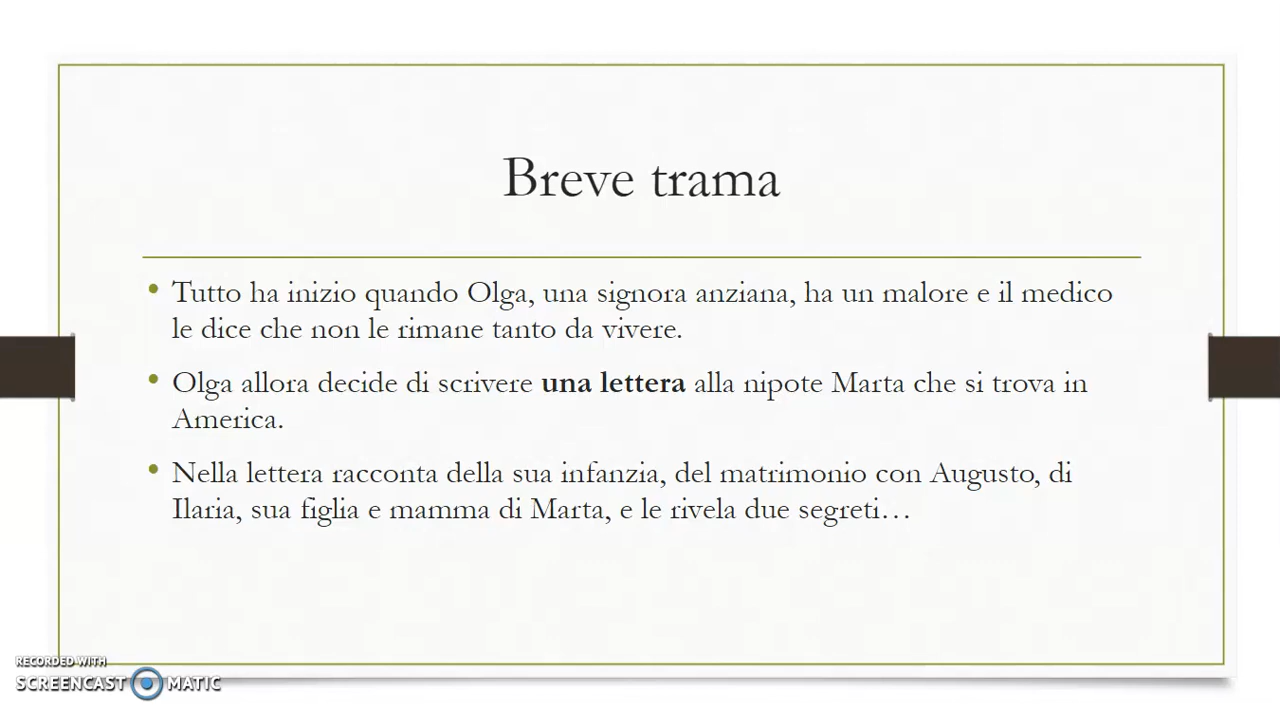 Breve trama
• Tutto ha inizio quando Olga, una signora anziana, ha un malore e il medico
le dice che non le rimane tanto da vivere.
• Olga allora decide di scrivere una lettera alla nipote Marta che si trova in
America.
• Nella lettera racconta della sua infanzia, del matrimonio con Augusto, di
Ilaria, sua figlia e mamma di Marta, e le rivela due segreti…
RECORDED WITH
SCREENCAST MATIC